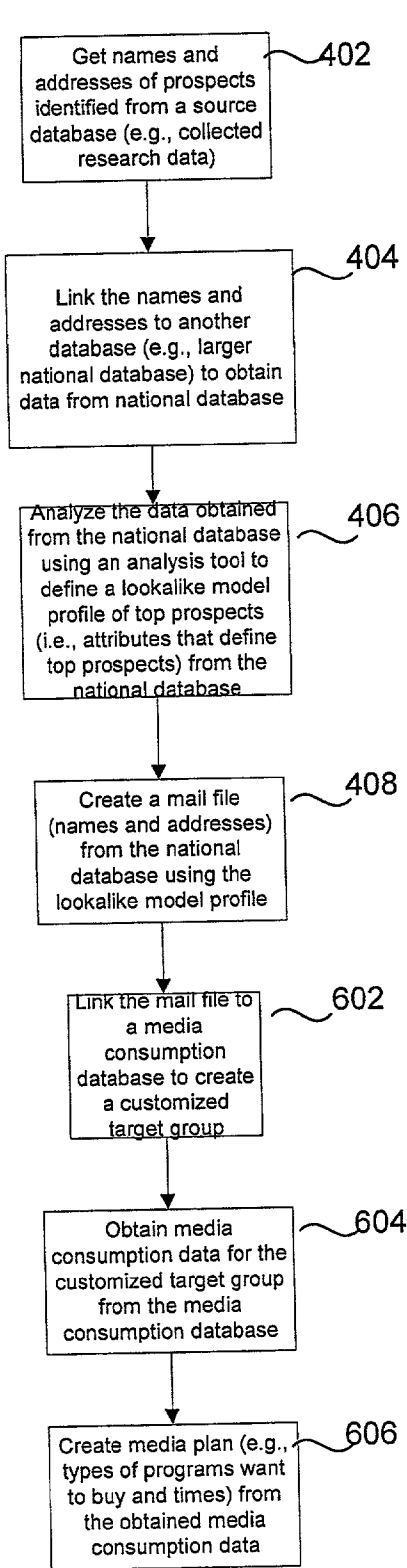 Get names and
addresses of prospects
identified from a source
database (e.g., collected
research data)
402
Link the names and
addresses to another
database (e.g., larger
national database) to obtain
data from national database
404
Analyze the data obtained
from the national database
using an analysis tool to
define a lookalike model
profile of top prospects
(i.e., attributes that define
top prospects) from the
national database
406
Create a mail file
(names and addresses)
from the national
database using the
lookalike model profile
408
Link the mail file to
a media
consumption
database to create
a customized
target group
602
Obtain media
consumption data for the
customized target group
from the media
consumption database
604
Create media plan (e.g.,
types of programs want
to buy and times) from
the obtained media
consumption data
606